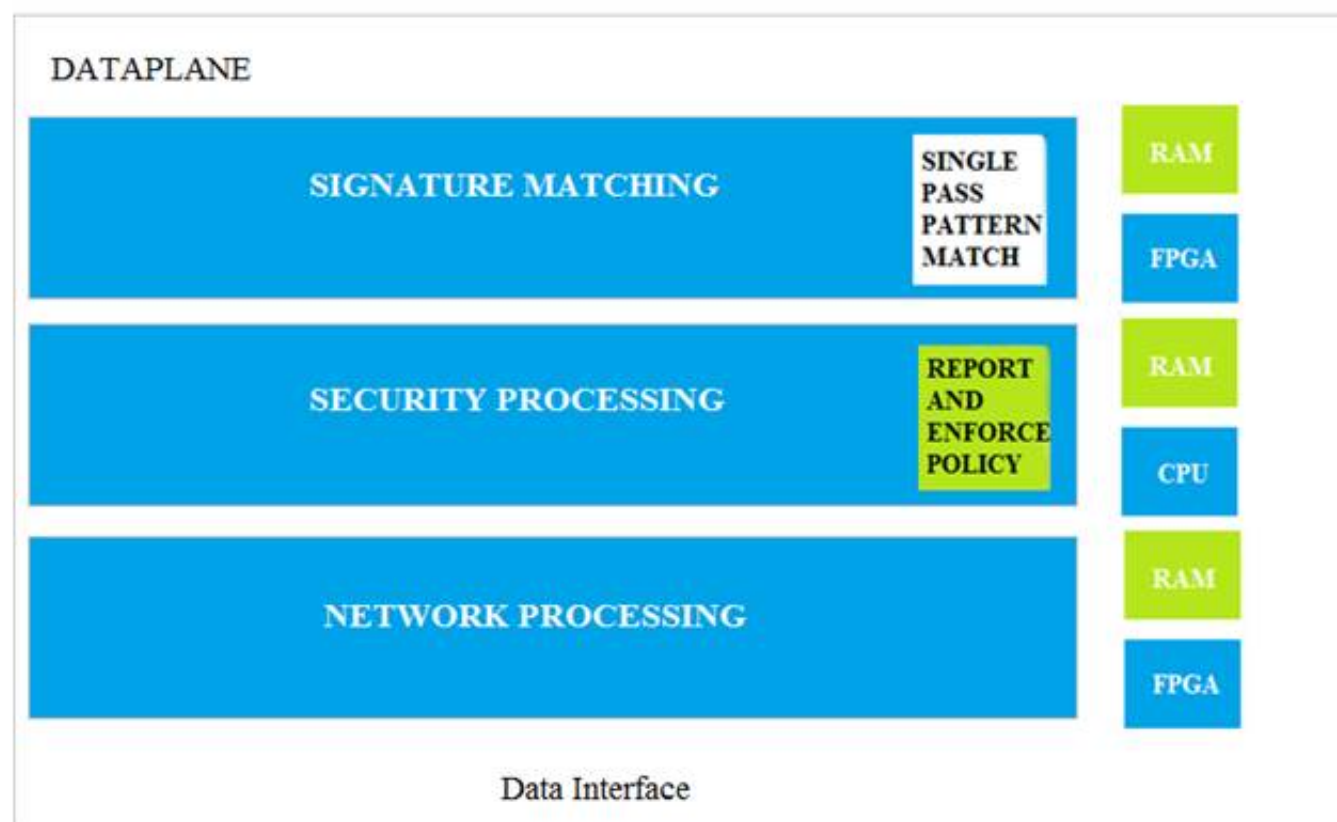 DATAPLANE
SIGNATURE MATCHING
SINGLE
PASS
PATTERN
MATCH
RAM
FPGA
SECURITY PROCESSING
REPORT
AND
ENFORCE
POLICY
RAM
CPU
NETWORK PROCESSING
RAM
FPGA
Data Interface